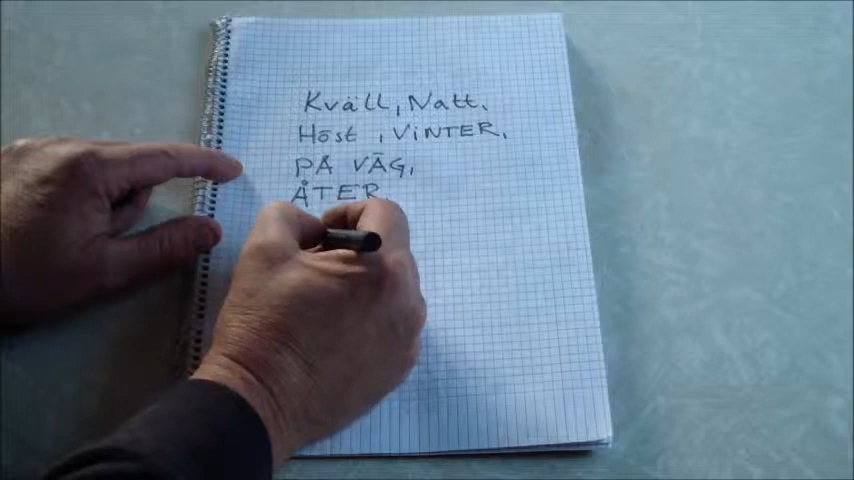 Kväll, Natt,
Höst, VINTER,
PÅ VÄG,
ÅTER,